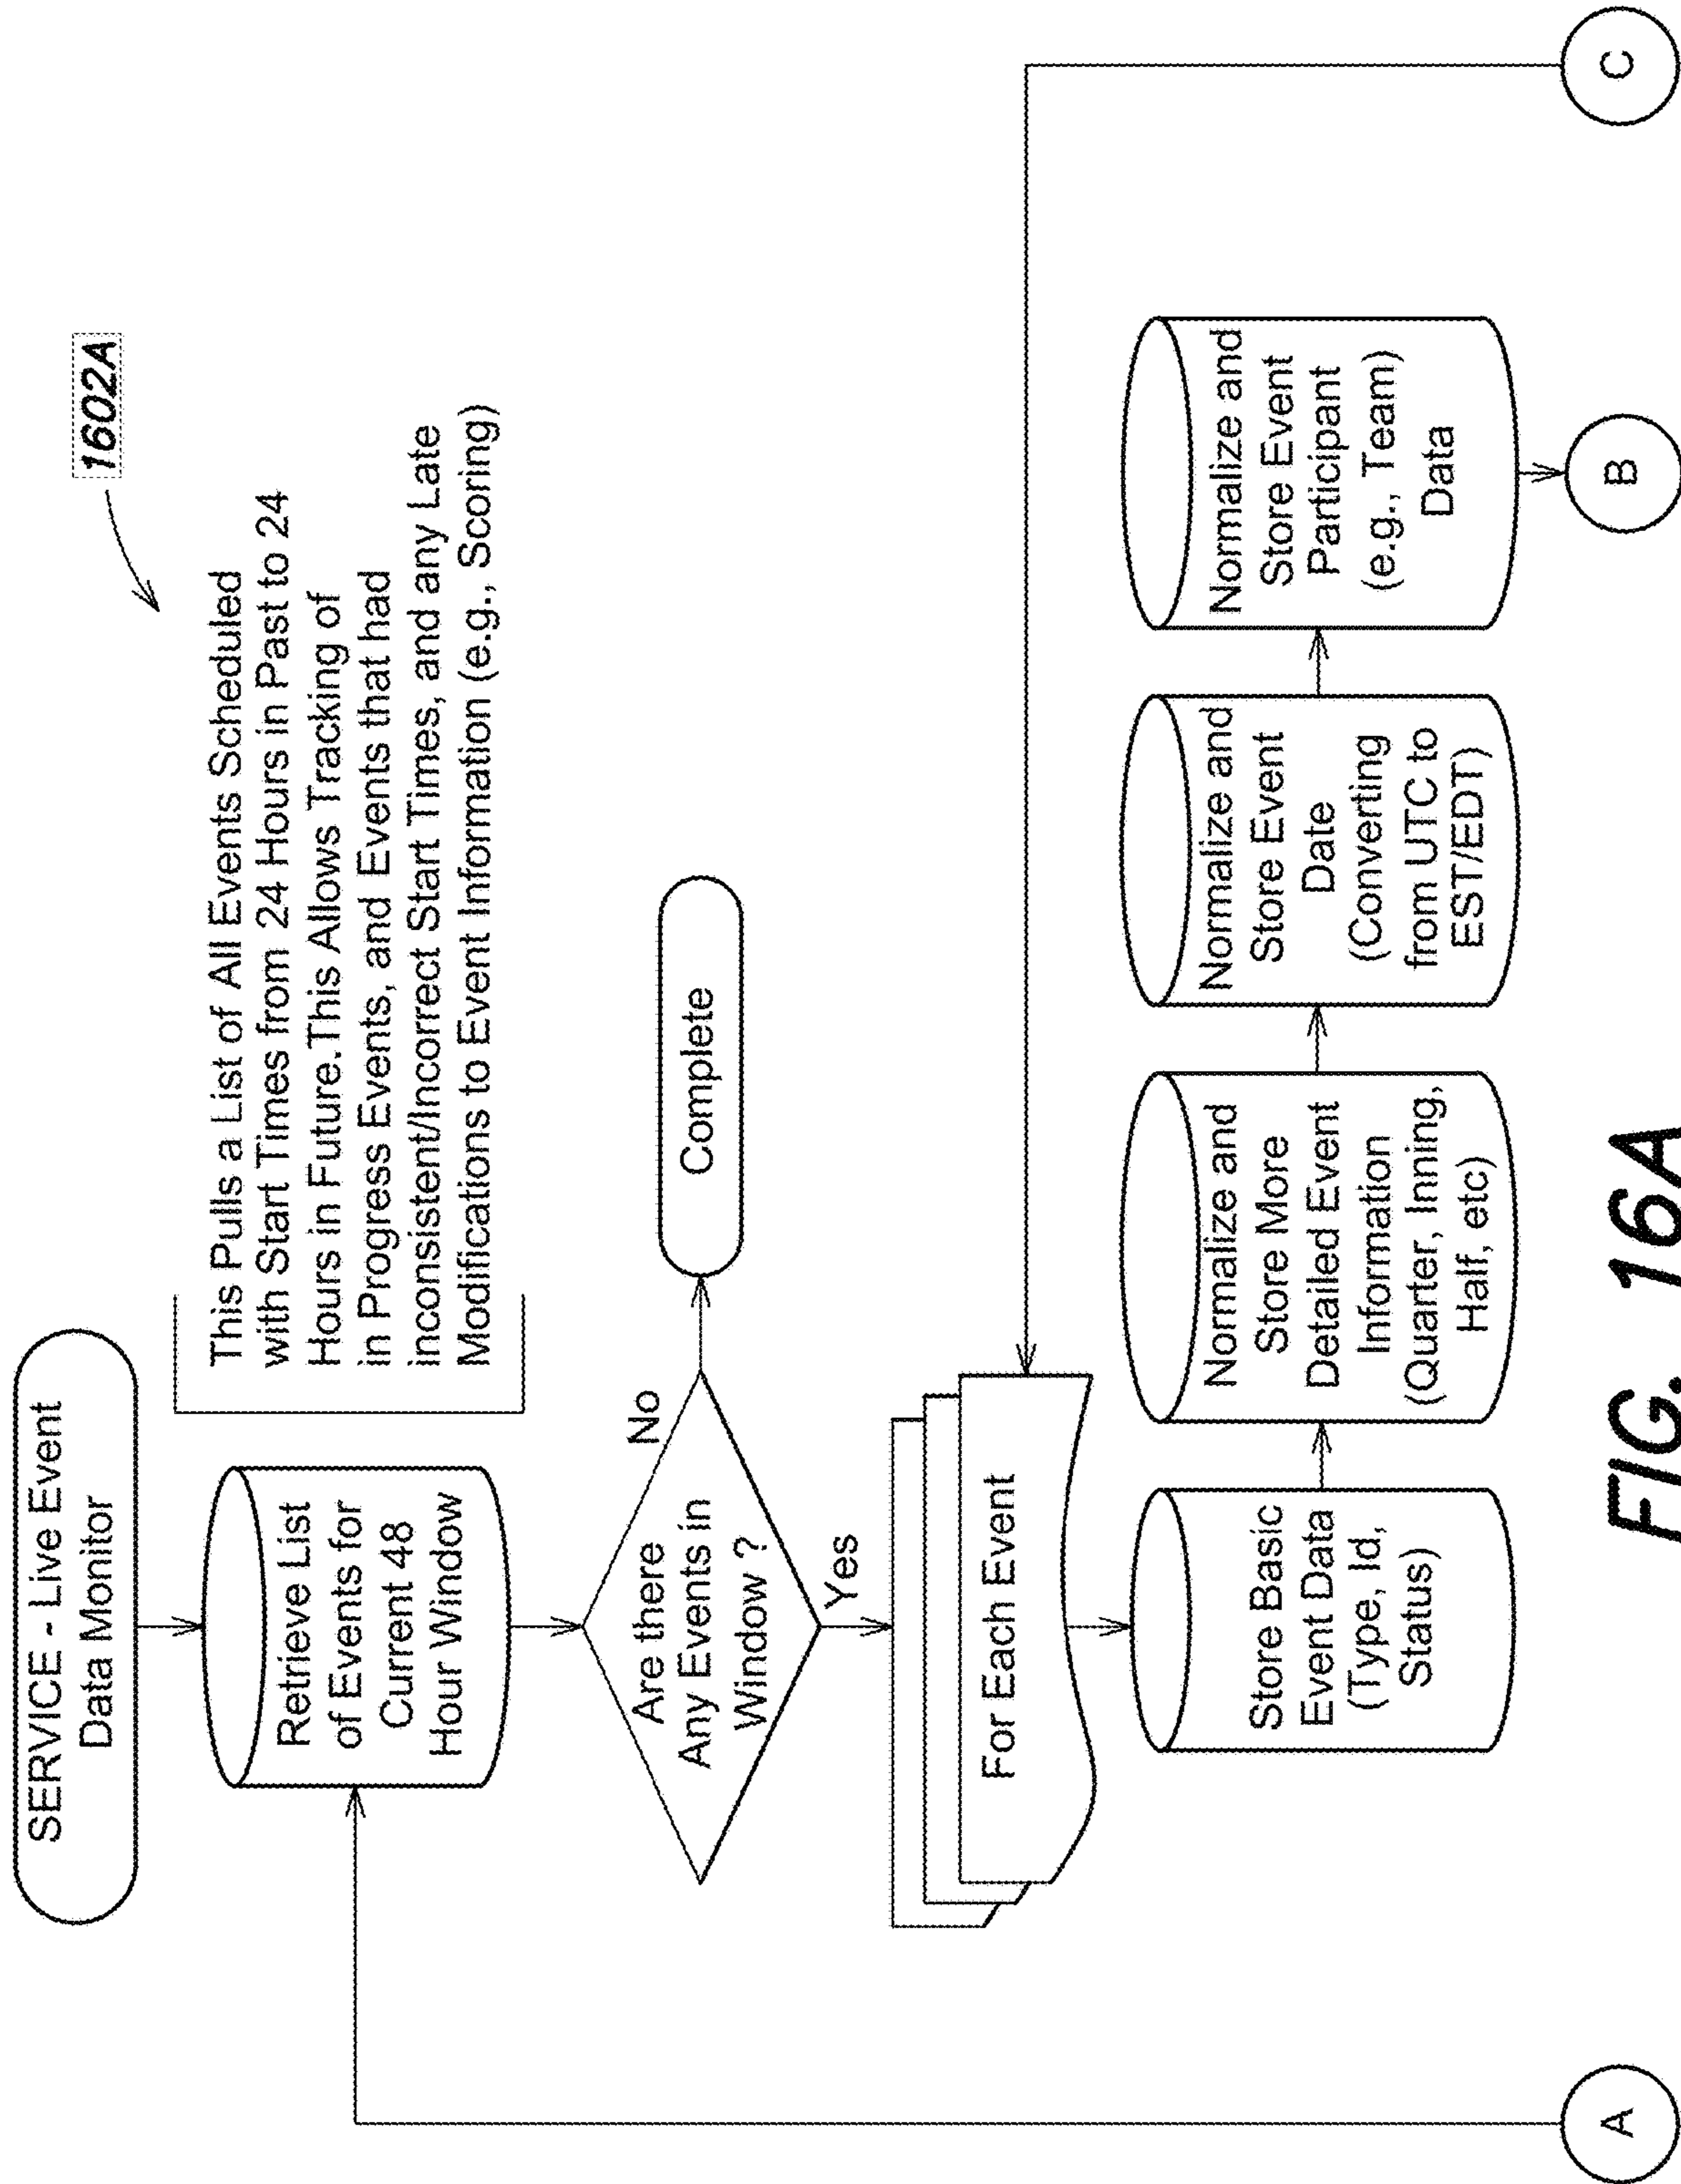 1602A
SERVICE - Live Event
Data Monitor
This Pulls a List of All Events Scheduled
with Start Times from 24 Hours in Past to 24
Hours in Future.This Allows Tracking of
in Progress Events, and Events that had
inconsistent/Incorrect Start Times, and any Late
Modifications to Event Information (e.g., Scoring)
Retrieve List
of Events for
Current 48
Hour Window
Are there
Any Events in
Window ?
No
Complete
Yes
For Each Event
Store Basic
Event Data
(Type, Id,
Status)
Normalize and
Store More
Detailed Event
Information
(Quarter, Inning,
Half, etc)
Normalize and
Store Event
Date
(Converting
from UTC to
EST/EDT)
Normalize and
Store Event
Participant
(e.g., Team)
Data
A
B
C
FIG. 16A